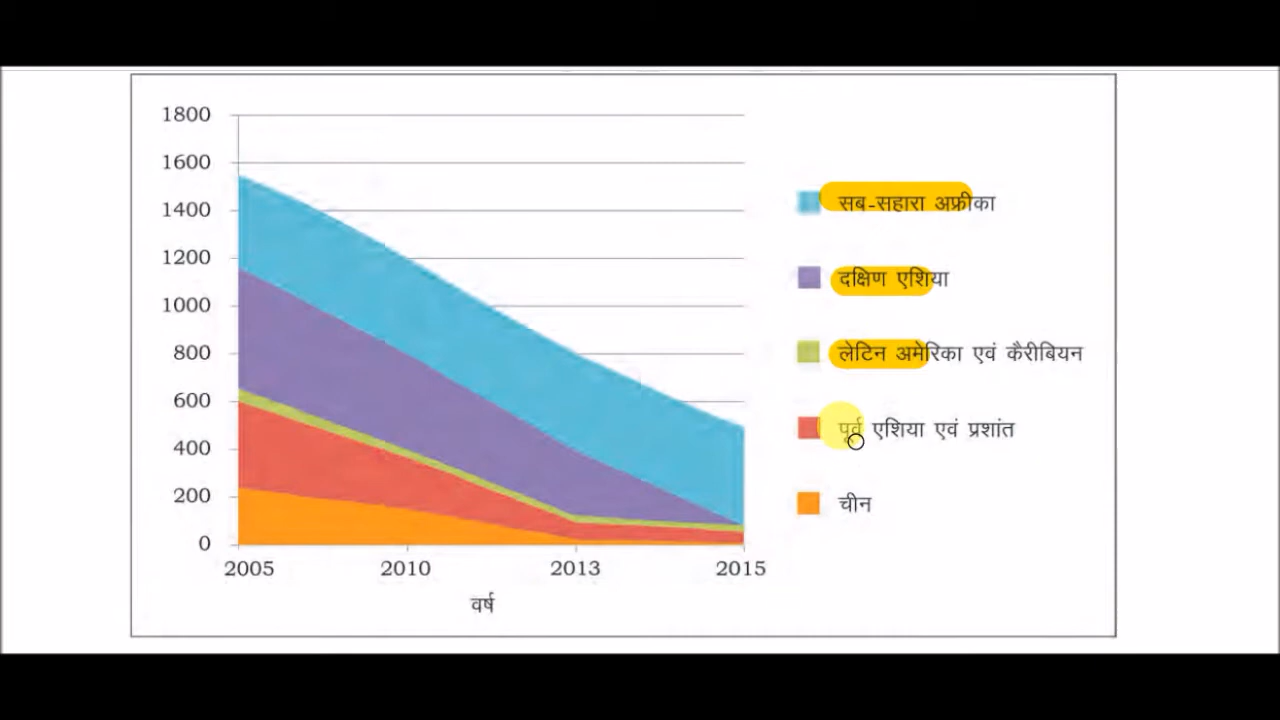 1800
1600
1400
1200
1000
800
600
400
200
0
2005 2010 2013 2015
वर्ष
सब-सहारा अफ्रीका
दक्षिण एशिया
लेटिन अमेरिका एवं कैरीबियन
पूर्व एशिया एवं प्रशांत
चीन